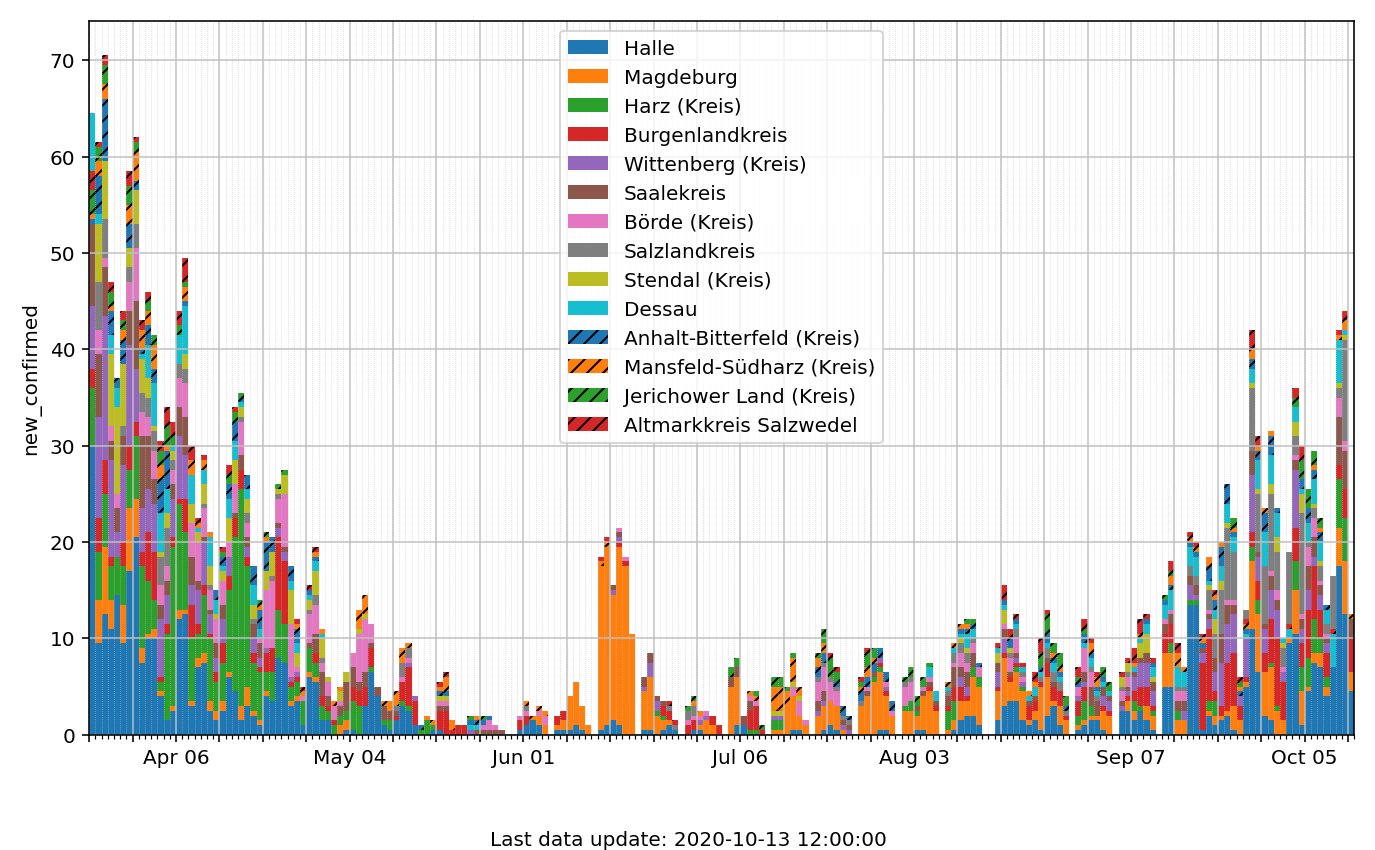 new_confirmed
70
60
50
40
30
20
10
0
Halle
Magdeburg
Harz (Kreis)
Burgenlandkreis
Wittenberg (Kreis)
Saalekreis
Börde (Kreis)
Salzlandkreis
Stendal (Kreis)
Dessau
Anhalt-Bitterfeld (Kreis)
Mansfeld-Südharz (Kreis)
Jerichower Land (Kreis)
Altmarkkreis Salzwedel
Apr 06 May 04 Jun 01 Jul 06 Aug 03 Sep 07 Oct 05
Last data update: 2020-10-13 12:00:00